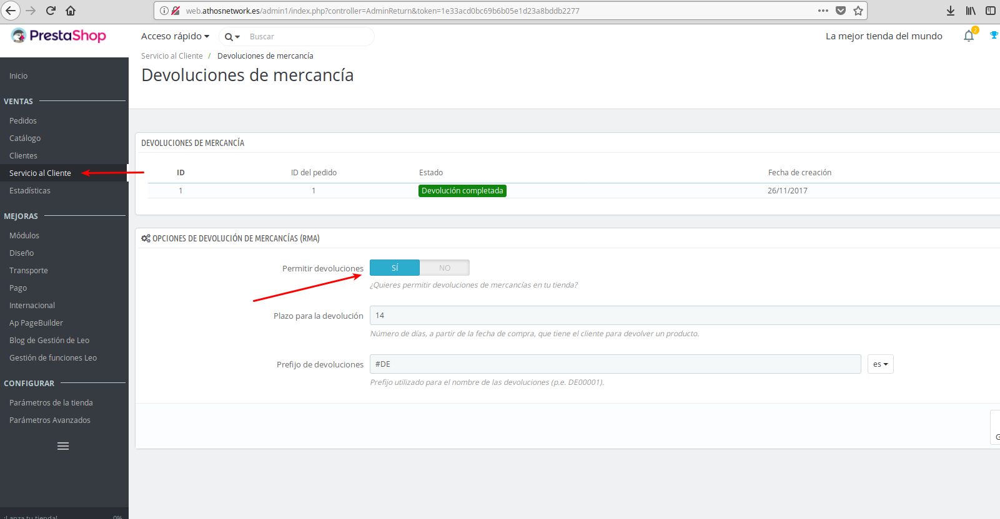 web.athosnetwork.es/admin1/index.php?controller=AdminReturn&token=1e33acd0bc69b6b05e1d23a8bddb2277
PrestaShop
Acceso rápido
Buscar
La mejor tienda del mundo
2
Servicio al Cliente / Devoluciones de mercancía
Devoluciones de mercancía
Inicio
VENTAS
Pedidos
Catálogo
Clientes
Servicio al Cliente
Estadísticas
MEJORAS
Módulos
Diseño
Transporte
Pago
Internacional
Ap PageBuilder
Blog de Gestión de Leo
Gestión de funciones Leo
CONFIGURAR
Parámetros de la tienda
Parámetros Avanzados
¡Lanza tu tienda! 0%
DEVOLUCIONES DE MERCANCÍA
ID ID del pedido Estado Fecha de creación
1 1 Devolución completada 26/11/2017
OPCIONES DE DEVOLUCIÓN DE MERCANCÍAS (RMA)
Permitir devoluciones SÍ NO
¿Quieres permitir devoluciones de mercancías en tu tienda?
Plazo para la devolución 14
Número de días, a partir de la fecha de compra, que tiene el cliente para devolver un producto.
Prefijo de devoluciones #DE es
Prefijo utilizado para el nombre de las devoluciones (p.e. DE00001).